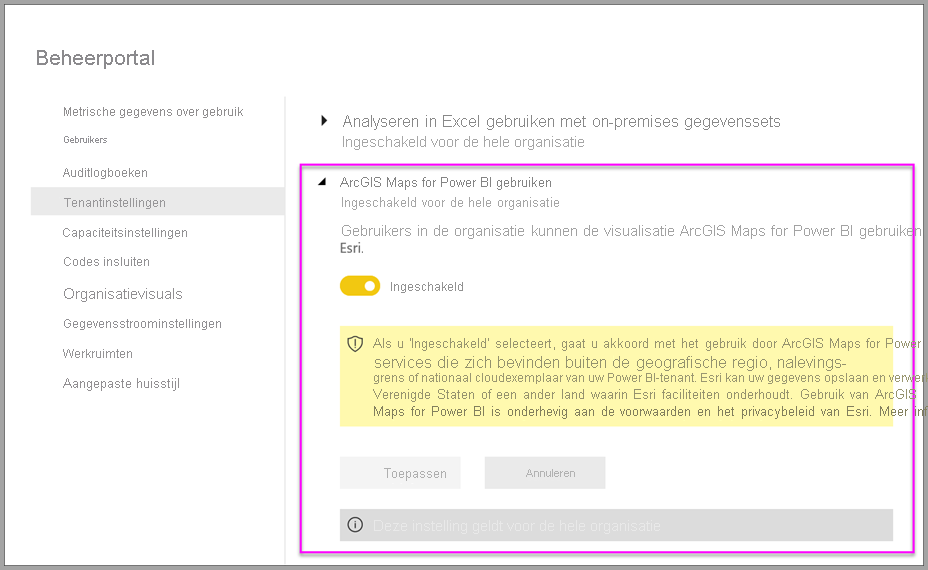 Beheerportal
Metrische gegevens over gebruik
Gebruikers
Auditlogboeken
Tenantinstellingen
Capaciteitsinstellingen
Codes insluiten
Organisatievisuals
Gegevensstroominstellingen
Werkruimten
Aangepaste huisstijl
Analyseren in Excel gebruiken met on-premises gegevenssets
Ingeschakeld voor de hele organisatie
ArcGIS Maps for Power BI gebruiken
Ingeschakeld voor de hele organisatie
Gebruikers in de organisatie kunnen de visualisatie ArcGIS Maps for Power BI gebruiken
Esri.
Ingeschakeld
Als u 'Ingeschakeld' selecteert, gaat u akkoord met het gebruik door ArcGIS Maps for Power
services die zich bevinden buiten de geografische regio, nalevings-
grens of nationaal cloudexemplaar van uw Power BI-tenant. Esri kan uw gegevens opslaan en
Verenigde Staten of een ander land waarin Esri faciliteiten onderhoudt. Gebruik van ArcGIS
Maps for Power BI is onderhevig aan de voorwaarden en het privacybeleid van Esri. Meer
Toepassen
Annuleren
Deze instelling geldt voor de hele organisatie